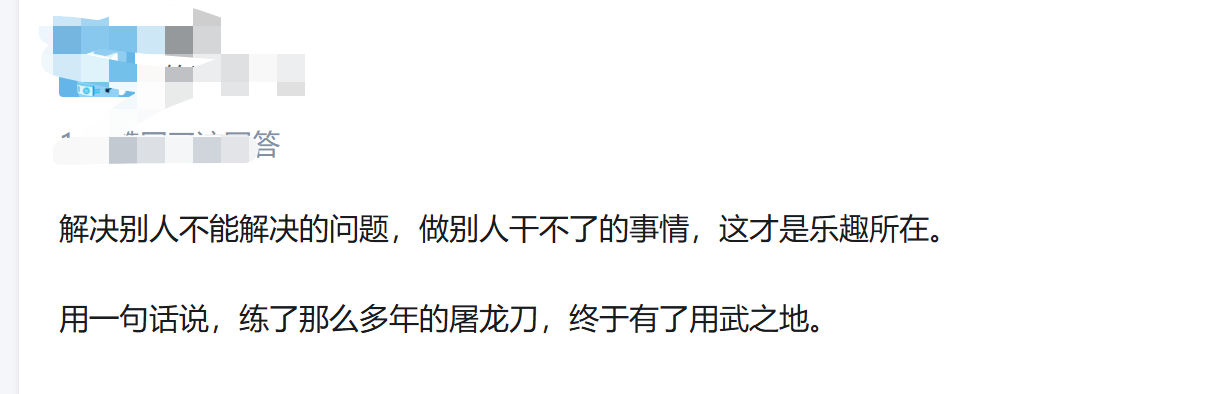 解决别人不能解决的问题，做别人干不了的事情，这才是乐趣所在。
用一句话说，练了那么多年的屠龙刀，终于有了用武之地。